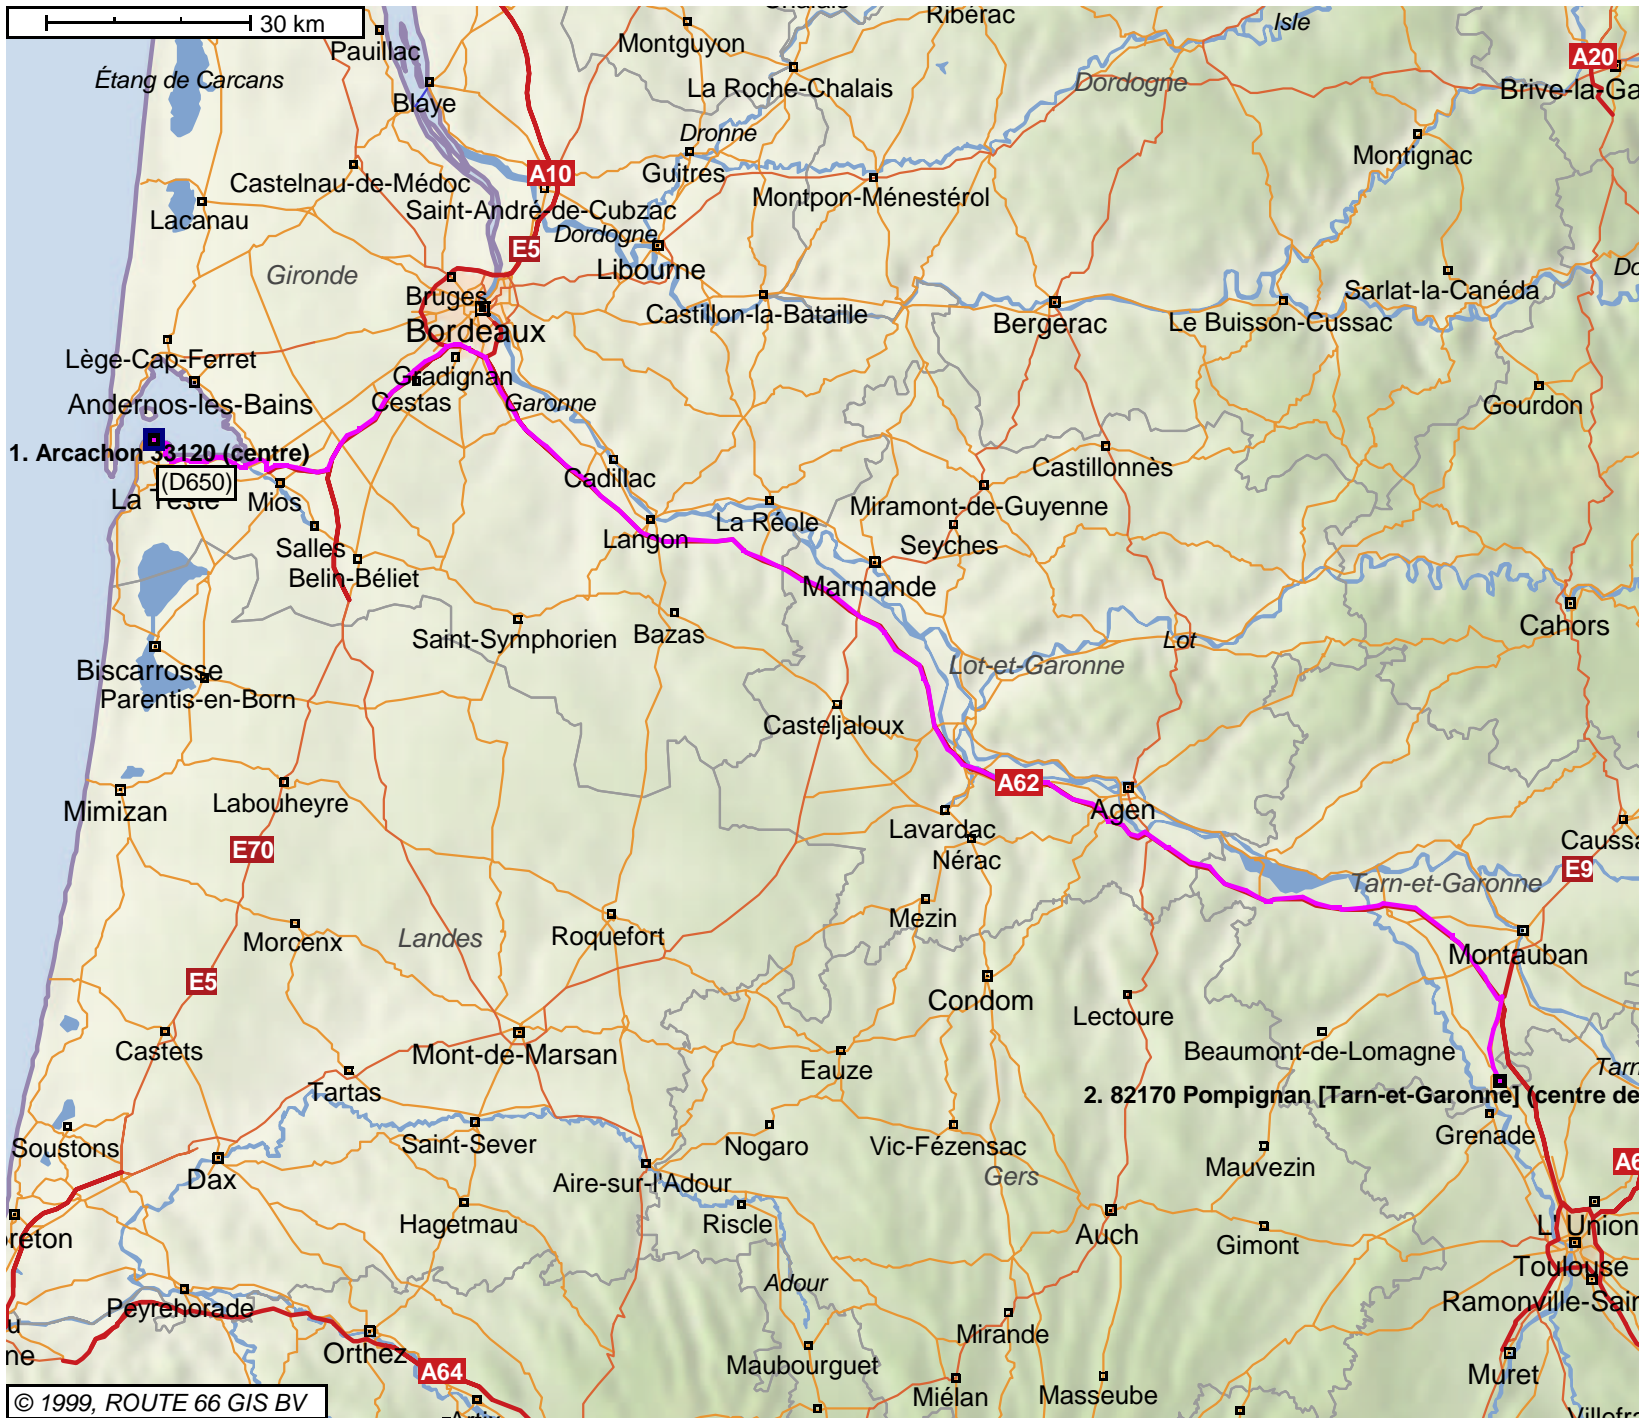 30 km
Ribérac
Isle
Pauillac
Montguyon
A20
Étang de Carcans
La Roche-Chalais
Dordogne
Blaye
Dronne
Montignac
Castelnau-de-Médoc
A10
Guitres
Montpon-Ménestérol
Lacanau
Saint-André-de-Cubzac
Dordogne
E5
Gironde
Libourne
Bruges
Castillon-la-Bataille
Bergerac
Le Buisson-Cussac
Sarlat-la-Canéda
Bordeaux
Lège-Cap-Ferret
Gradignan
Andernos-les-Bains
Cestas
Garonne
Gourdon
1. Arcachon 33120 (centre)
(D650)
La Teste
Mios
Cadillac
Castillonnès
Miramont-de-Guyenne
La Réole
Salles
Langon
Seyches
Belin-Béliet
Marmande
Saint-Symphorien
Bazas
Cahors
Lot
Biscarrosse
Lot-et-Garonne
Parentis-en-Born
Casteljaloux
A62
Mimizan
Labouheyre
Agen
Lavardac
E70
Nérac
E9
Tarn-et-Garonne
Mezin
Morcenx
Landes
Roquefort
Montauban
E5
Condom
Lectoure
Castets
Mont-de-Marsan
Eauze
Beaumont-de-Lomagne
Tartas
2. 82170 Pompignan [Tarn-et-Garonne] (centre de
Soustons
Saint-Sever
Nogaro
Vic-Fézensac
Grenade
Dax
Aire-sur-l'Adour
Gers
Mauvezin
Hagetmau
Riscle
Auch
Gimont
L' Union
Adour
Toulouse
Peyrehorade
Ramonville-Sain
Mirande
Orthez
Maubourguet
A64
Miélan
Masseube
Muret
© 1999, ROUTE 66 GIS BV